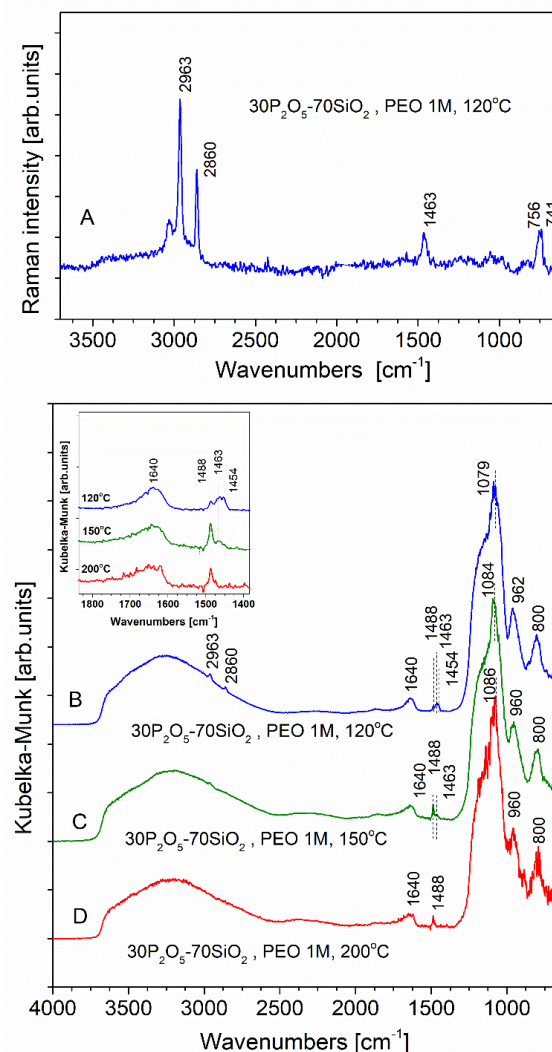 Raman intensity [arb.units]
2963
2860
30P₂O₅-70SiO₂ , PEO 1M, 120°C
A
1463
756
741
3500 3000 2500 2000 1500 1000
Wavenumbers [cm⁻¹]
Kubelka-Munk [arb.units]
Kubelka-Munk [arb.units]
1640
1488
1463
1454
120°C
150°C
200°C
1800 1700 1600 1500 1400
Wavenumbers [cm⁻¹]
1079
1084
1086
962
800
2963
2860
1488
1463
1454
1640
B
30P₂O₅-70SiO₂ , PEO 1M, 120°C
960
800
1640
1488
1463
C
30P₂O₅-70SiO₂ , PEO 1M, 150°C
960
800
1640
1488
D
30P₂O₅-70SiO₂ , PEO 1M, 200°C
4000 3500 3000 2500 2000 1500 1000
Wavenumbers [cm⁻¹]